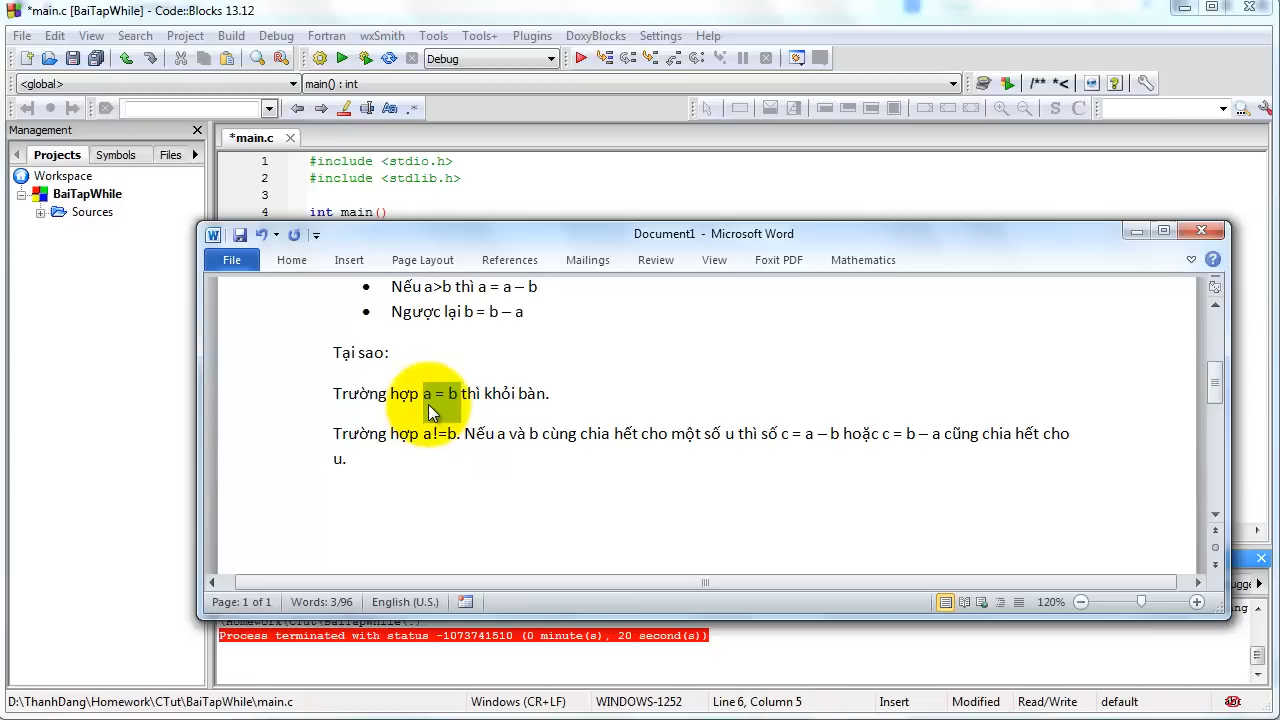 *main.c [BaiTapWhile] - Code::Blocks 13.12
File Edit View Search Project Build Debug Fortran wxSmith Tools Tools+ Plugins DoxyBlocks Settings Help
Debug
<global> main() : int /** *<
Aa .* S C
Management
Projects Symbols Files
Workspace
BaiTapWhile
Sources
*main.c
1 #include <stdio.h>
2 #include <stdlib.h>
3
4 int main()
Document1 - Microsoft Word
File Home Insert Page Layout References Mailings Review View Foxit PDF Mathematics
• Nếu a>b thì a = a – b
• Ngược lại b = b – a
Tại sao:
Trường hợp a = b thì khỏi bàn.
Trường hợp a!=b. Nếu a và b cùng chia hết cho một số u thì số c = a – b hoặc c = b – a cũng chia hết cho
u.
Page: 1 of 1 Words: 3/96 English (U.S.) 120%
Process terminated with status -1073741510 (0 minute(s), 20 second(s))
D:\ThanhDang\Homework\CTut\BaiTapWhile\main.c Windows (CR+LF) WINDOWS-1252 Line 6, Column 5 Insert Modified Read/Write default